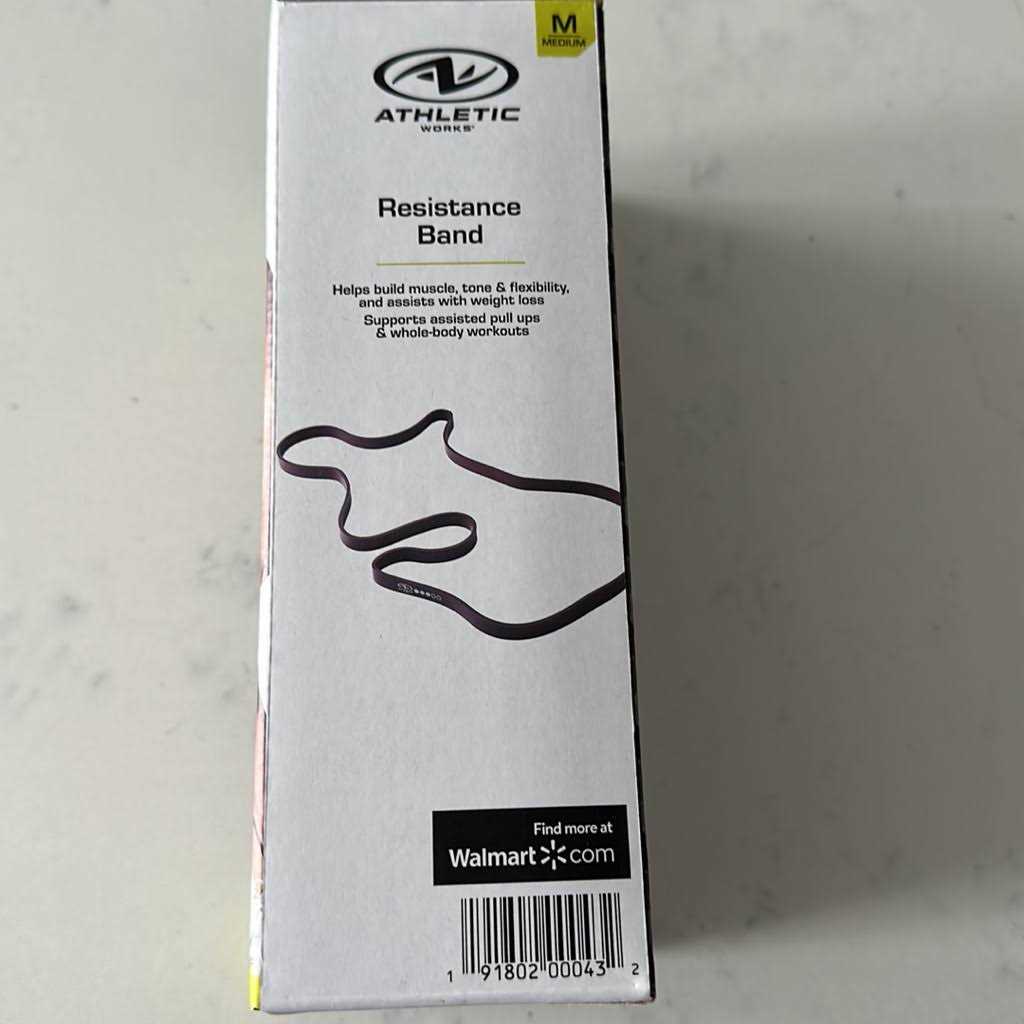 M
MEDIUM
ATHLETIC
WORKS®
Resistance
Band
Helps build muscle, tone & flexibility,
and assists with weight loss
Supports assisted pull ups
& whole-body workouts
Find more at
Walmart com
1 91802 00043 2